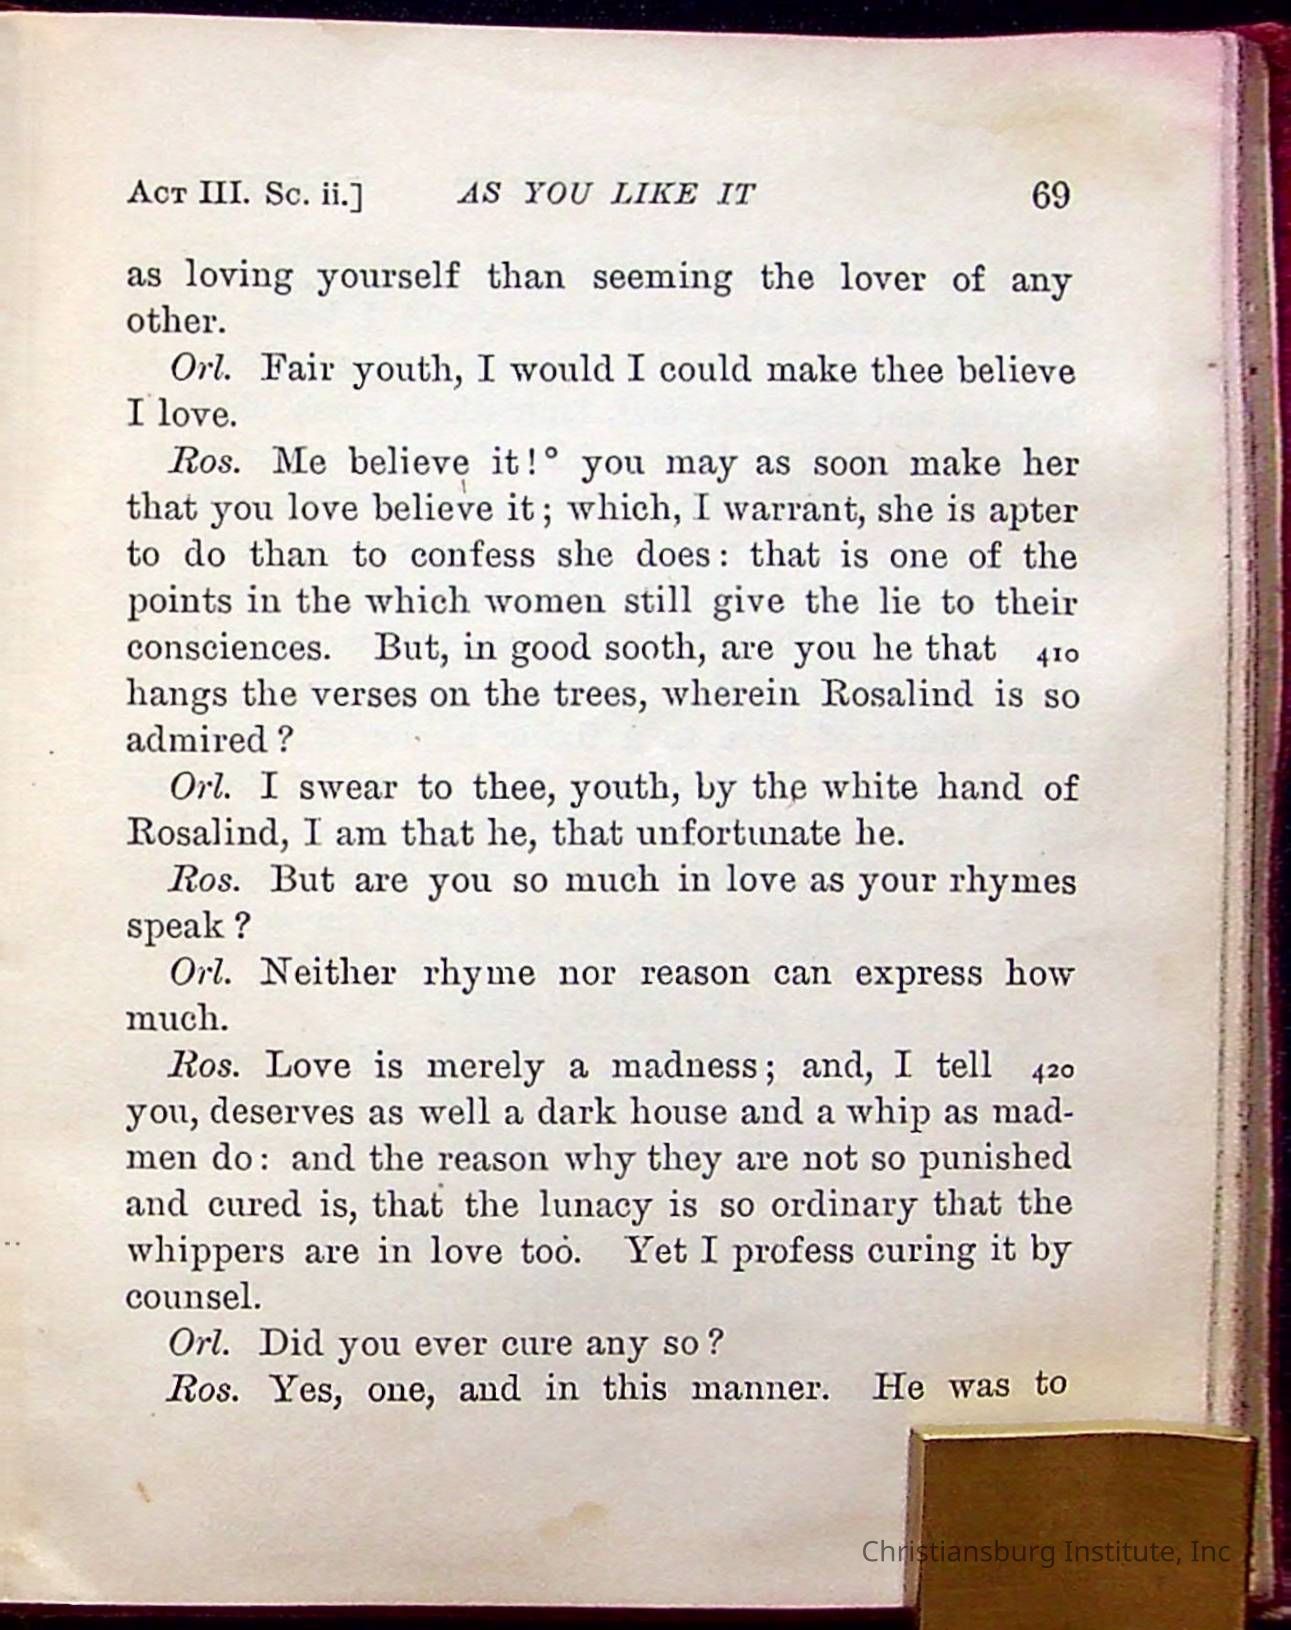 Act III. Sc. ii.] AS YOU LIKE IT 69
as loving yourself than seeming the lover of any
other.
Orl. Fair youth, I would I could make thee believe
I love.
Ros. Me believe it!° you may as soon make her
that you love believe it; which, I warrant, she is apter
to do than to confess she does: that is one of the
points in the which women still give the lie to their
consciences. But, in good sooth, are you he that 410
hangs the verses on the trees, wherein Rosalind is so
admired?
Orl. I swear to thee, youth, by the white hand of
Rosalind, I am that he, that unfortunate he.
Ros. But are you so much in love as your rhymes
speak?
Orl. Neither rhyme nor reason can express how
much.
Ros. Love is merely a madness; and, I tell 420
you, deserves as well a dark house and a whip as mad-
men do: and the reason why they are not so punished
and cured is, that the lunacy is so ordinary that the
whippers are in love too. Yet I profess curing it by
counsel.
Orl. Did you ever cure any so?
Ros. Yes, one, and in this manner. He was to
Christiansburg Institute, Inc